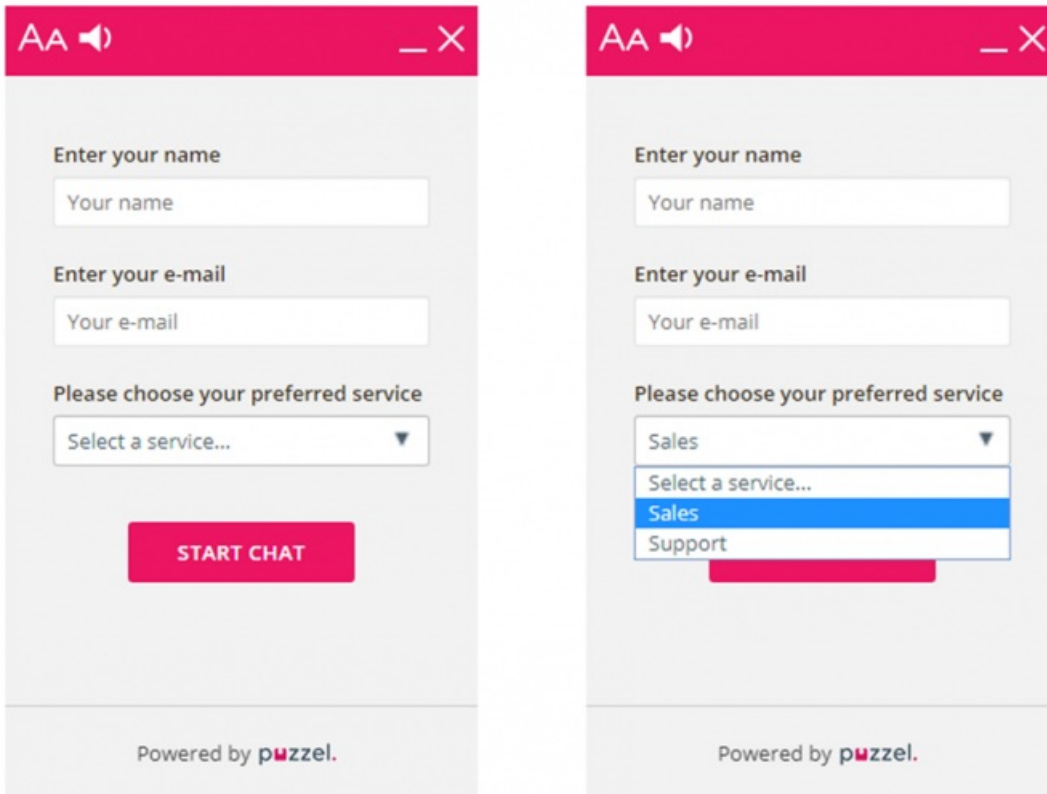 AA
Enter your name
Your name
Enter your e-mail
Your e-mail
Please choose your preferred service
Select a service...
START CHAT
Powered by puzzel.
AA
Enter your name
Your name
Enter your e-mail
Your e-mail
Please choose your preferred service
Sales
Select a service...
Sales
Support
Powered by puzzel.